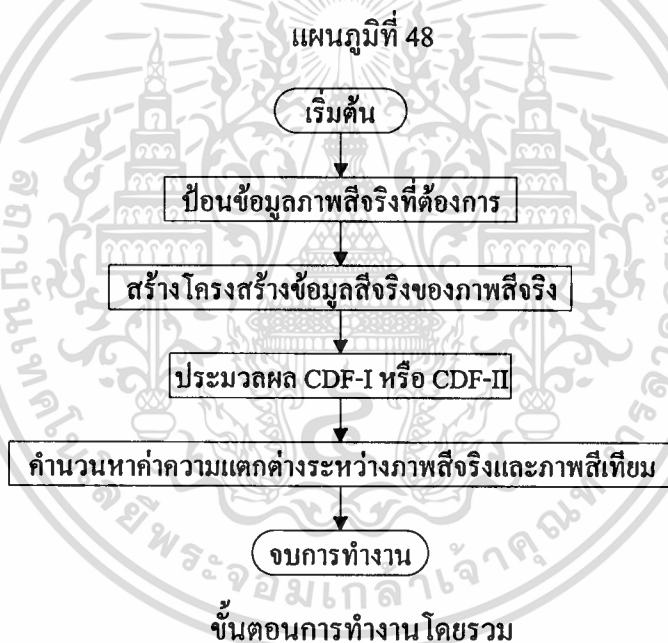 แผนภูมิที่ 48
เริ่มต้น
ป้อนข้อมูลภาพสีจริงที่ต้องการ
สร้างโครงสร้างข้อมูลสีจริงของภาพสีจริง
ประมวลผล CDF-I หรือ CDF-II
คำนวนหาค่าความแตกต่างระหว่างภาพสีจริงและภาพสีเทียม
จบการทำงาน
ขั้นตอนการทำงานโดยรวม